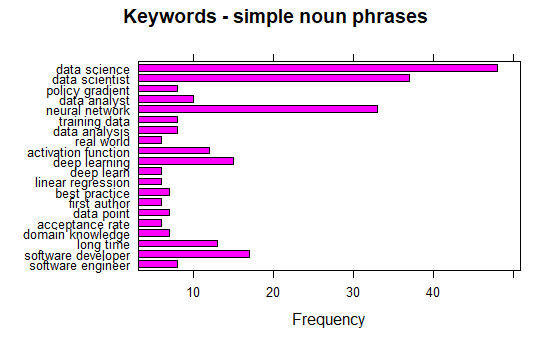 Keywords - simple noun phrases
data science
data scientist
policy gradient
data analyst
neural network
training data
data analysis
real world
activation function
deep learning
deep learn
linear regression
best practice
first author
data point
acceptance rate
domain knowledge
long time
software developer
software engineer
10 20 30 40
Frequency